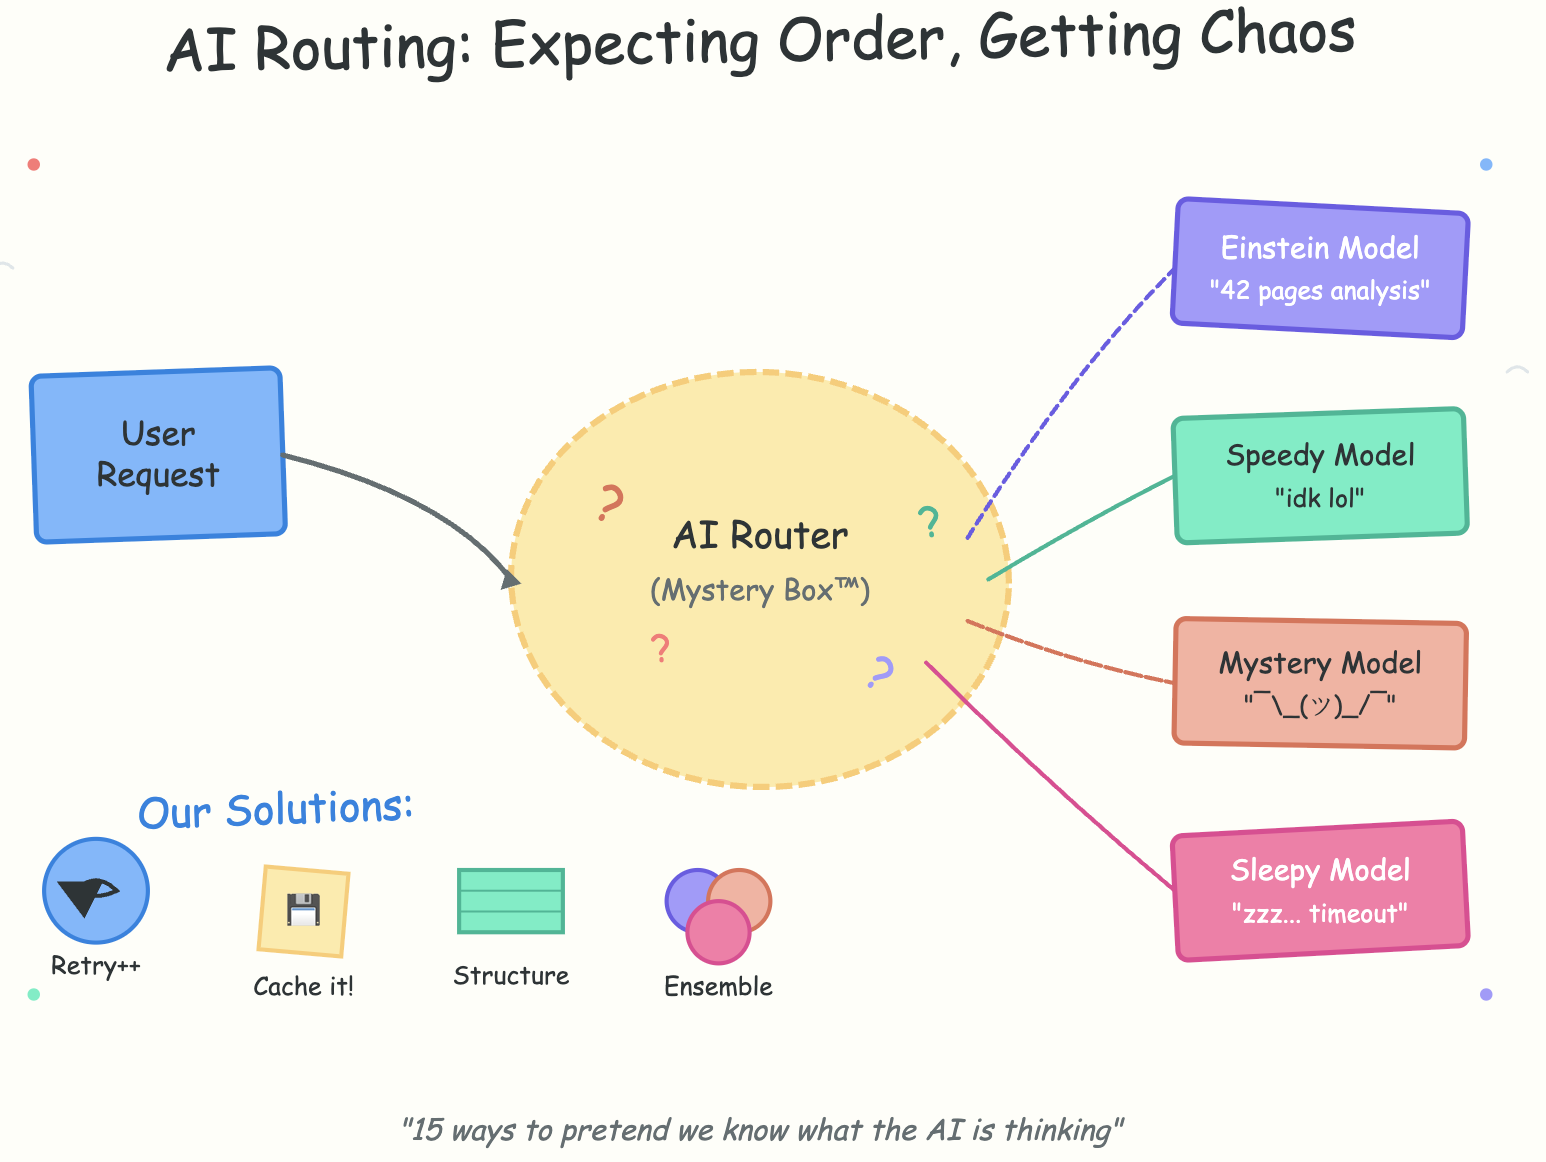 AI Routing: Expecting Order, Getting Chaos
User
Request
AI Router
(Mystery Box™)
?
?
?
?
Einstein Model
"42 pages analysis"
Speedy Model
"idk lol"
Mystery Model
"¯\_(ツ)_/¯"
Sleepy Model
"zzz... timeout"
Our Solutions:
Retry++
Cache it!
Structure
Ensemble
"15 ways to pretend we know what the AI is thinking"